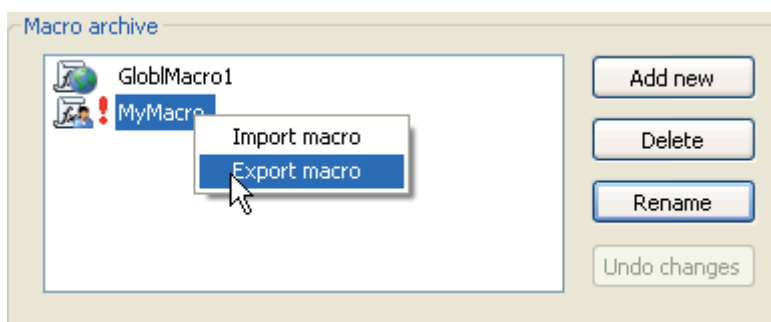 Macro archive
GloblMacro1
MyMacro
Import macro
Export macro
Add new
Delete
Rename
Undo changes